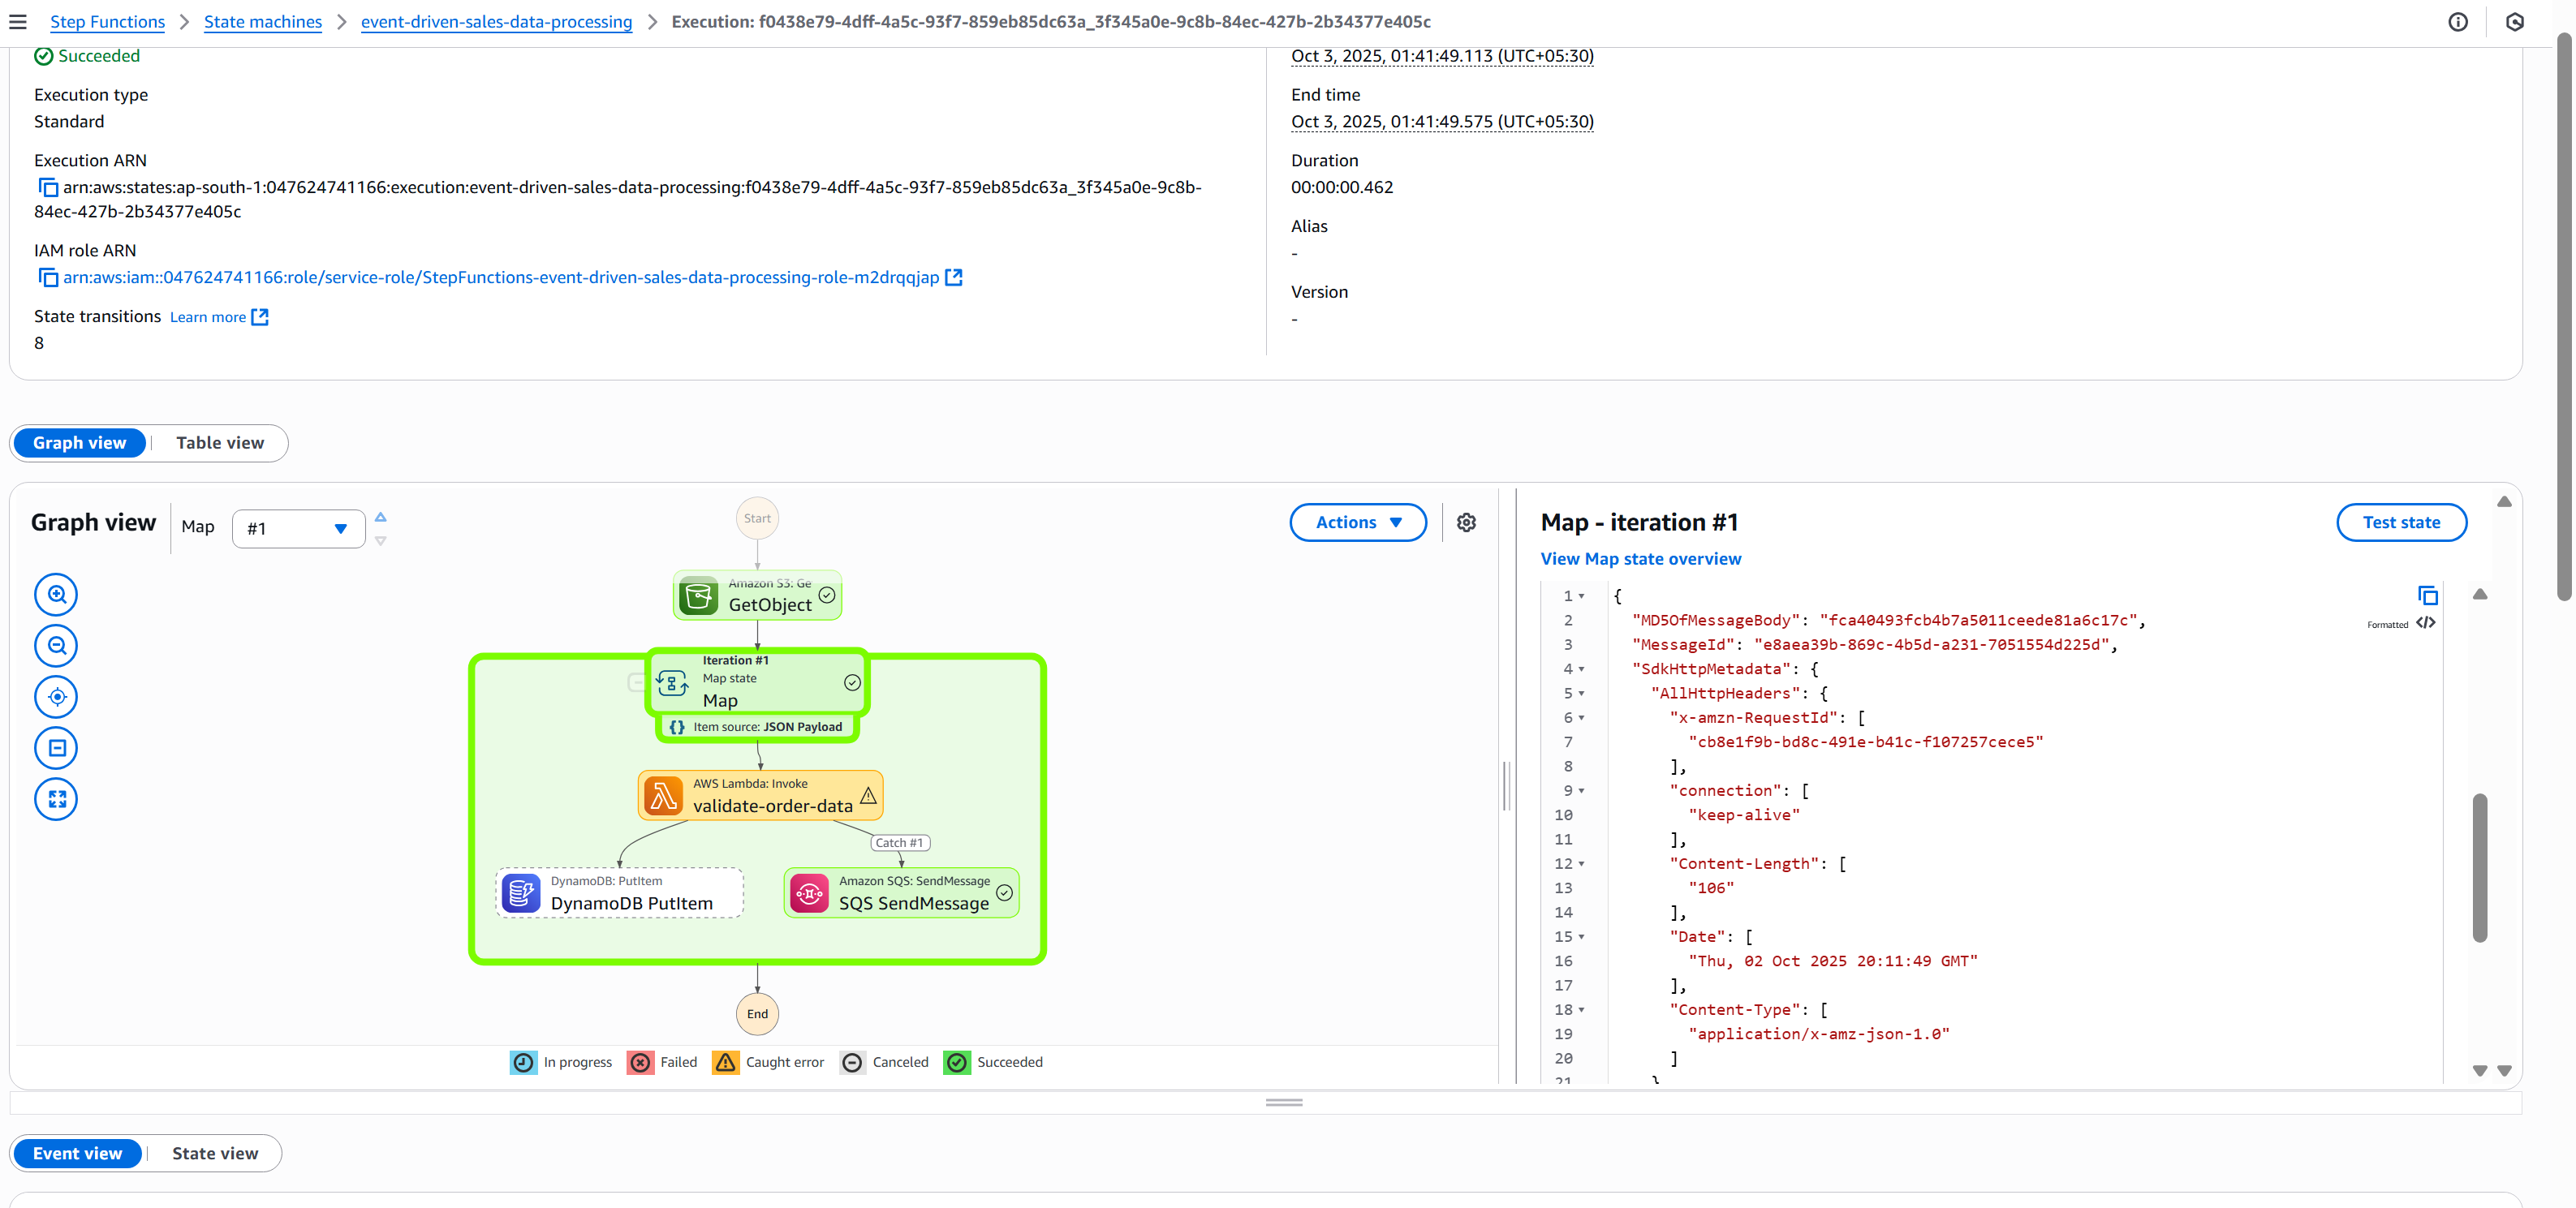 Step Functions > State machines > event-driven-sales-data-processing > Execution: f0438e79-4dff-4a5c-93f7-859eb85dc63a_3f345a0e-9c8b-84ec-427b-2b34377e405c
Succeeded
Execution type
Standard
Execution ARN
arn:aws:states:ap-south-1:047624741166:execution:event-driven-sales-data-processing:f0438e79-4dff-4a5c-93f7-859eb85dc63a_3f345a0e-9c8b-
84ec-427b-2b34377e405c
IAM role ARN
arn:aws:iam::047624741166:role/service-role/StepFunctions-event-driven-sales-data-processing-role-m2drqqjap
State transitions Learn more
8
Oct 3, 2025, 01:41:49.113 (UTC+05:30)
End time
Oct 3, 2025, 01:41:49.575 (UTC+05:30)
Duration
00:00:00.462
Alias
-
Version
-
Graph view | Table view
Graph view Map #1
Actions
Start
Amazon S3: Ge
GetObject
Iteration #1
Map state
Map
{} Item source: JSON Payload
AWS Lambda: Invoke
validate-order-data
Catch #1
DynamoDB: PutItem
DynamoDB PutItem
Amazon SQS: SendMessage
SQS SendMessage
End
In progress Failed Caught error Canceled Succeeded
Map - iteration #1
Test state
View Map state overview
Formatted </>
1 {
2 "MD5OfMessageBody": "fca40493fcb4b7a5011ceede81a6c17c",
3 "MessageId": "e8aea39b-869c-4b5d-a231-7051554d225d",
4 "SdkHttpMetadata": {
5 "AllHttpHeaders": {
6 "x-amzn-RequestId": [
7 "cb8e1f9b-bd8c-491e-b41c-f107257cece5"
8 ],
9 "connection": [
10 "keep-alive"
11 ],
12 "Content-Length": [
13 "106"
14 ],
15 "Date": [
16 "Thu, 02 Oct 2025 20:11:49 GMT"
17 ],
18 "Content-Type": [
19 "application/x-amz-json-1.0"
20 ]
21 }
Event view | State view